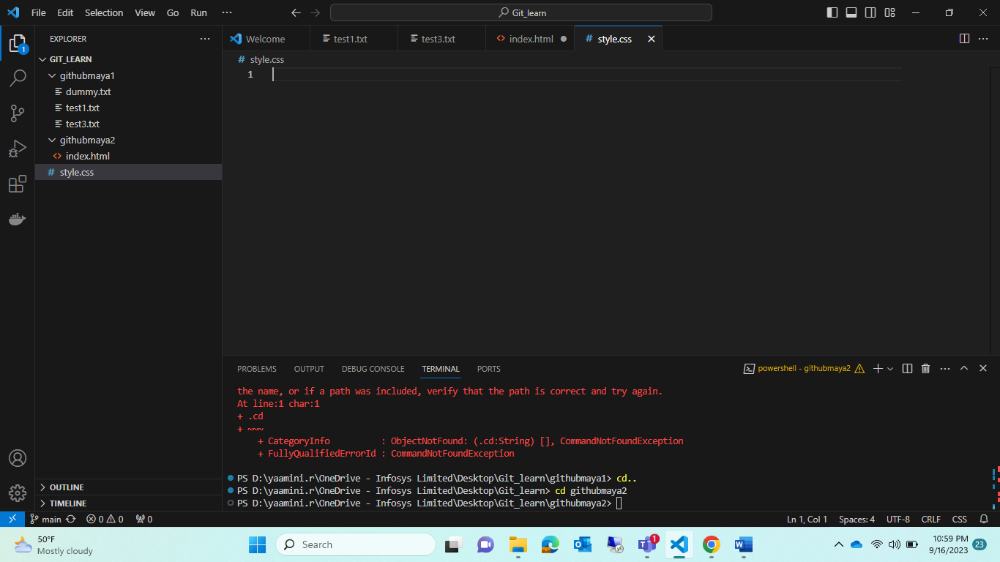 File Edit Selection View Go Run ···
Git_learn
EXPLORER ···
GIT_LEARN
githubmaya1
dummy.txt
test1.txt
test3.txt
githubmaya2
index.html
# style.css
OUTLINE
TIMELINE
Welcome test1.txt test3.txt index.html # style.css
# style.css
1
PROBLEMS OUTPUT DEBUG CONSOLE TERMINAL PORTS
powershell - githubmaya2
the name, or if a path was included, verify that the path is correct and try again.
At line:1 char:1
+ .cd
+ ~~~
+ CategoryInfo : ObjectNotFound: (.cd:String) [], CommandNotFoundException
+ FullyQualifiedErrorId : CommandNotFoundException
PS D:\yaamini.r\OneDrive - Infosys Limited\Desktop\Git_learn\githubmaya1> cd..
PS D:\yaamini.r\OneDrive - Infosys Limited\Desktop\Git_learn> cd githubmaya2
PS D:\yaamini.r\OneDrive - Infosys Limited\Desktop\Git_learn\githubmaya2>
1
main 0 0 0
Ln 1, Col 1 Spaces: 4 UTF-8 CRLF CSS
50°F
Mostly cloudy
Search
1
10:59 PM
9/16/2023
23